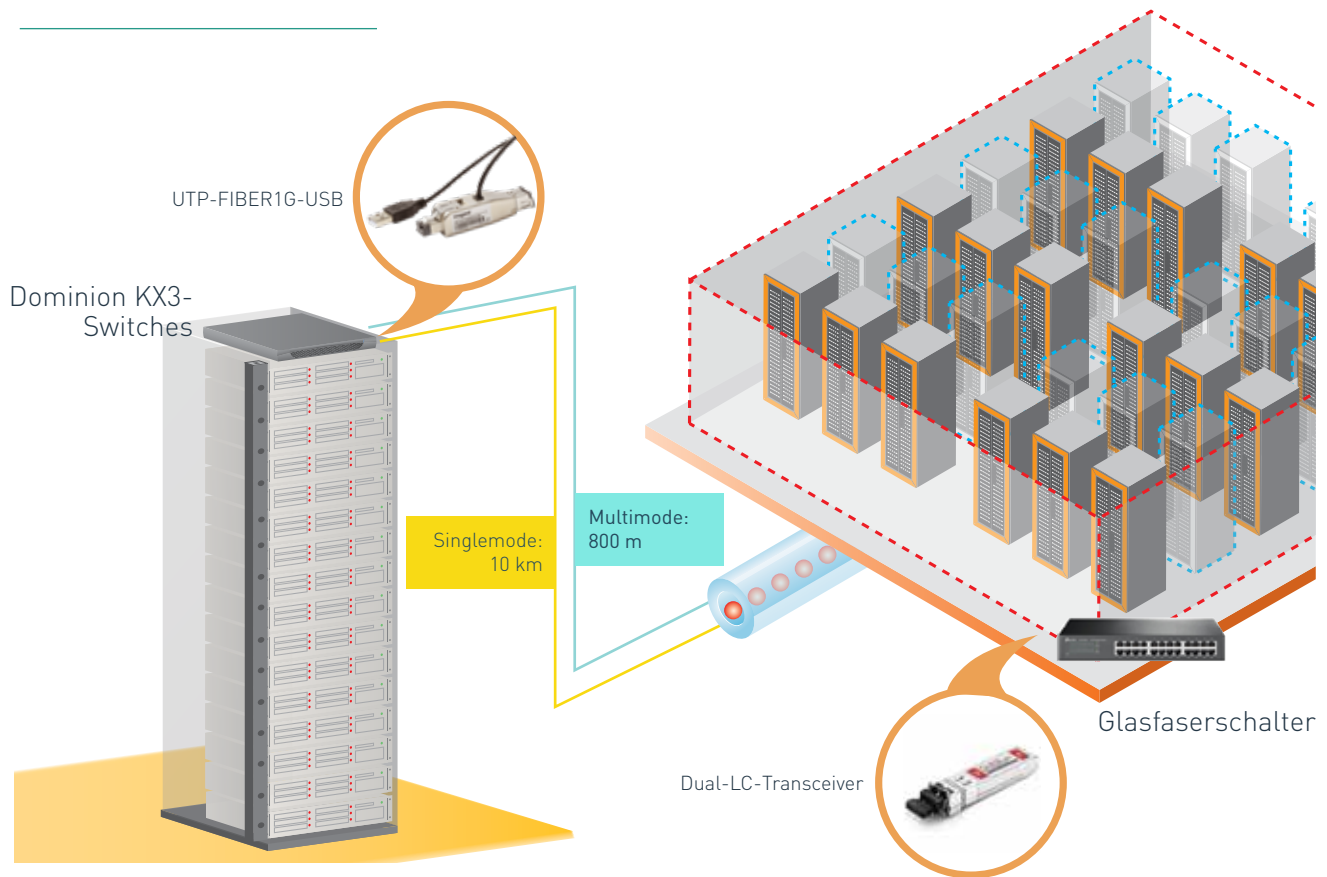 UTP-FIBER1G-USB
Dominion KX3-
Switches
Singlemode:
10 km
Multimode:
800 m
Glasfaserschalter
Dual-LC-Transceiver